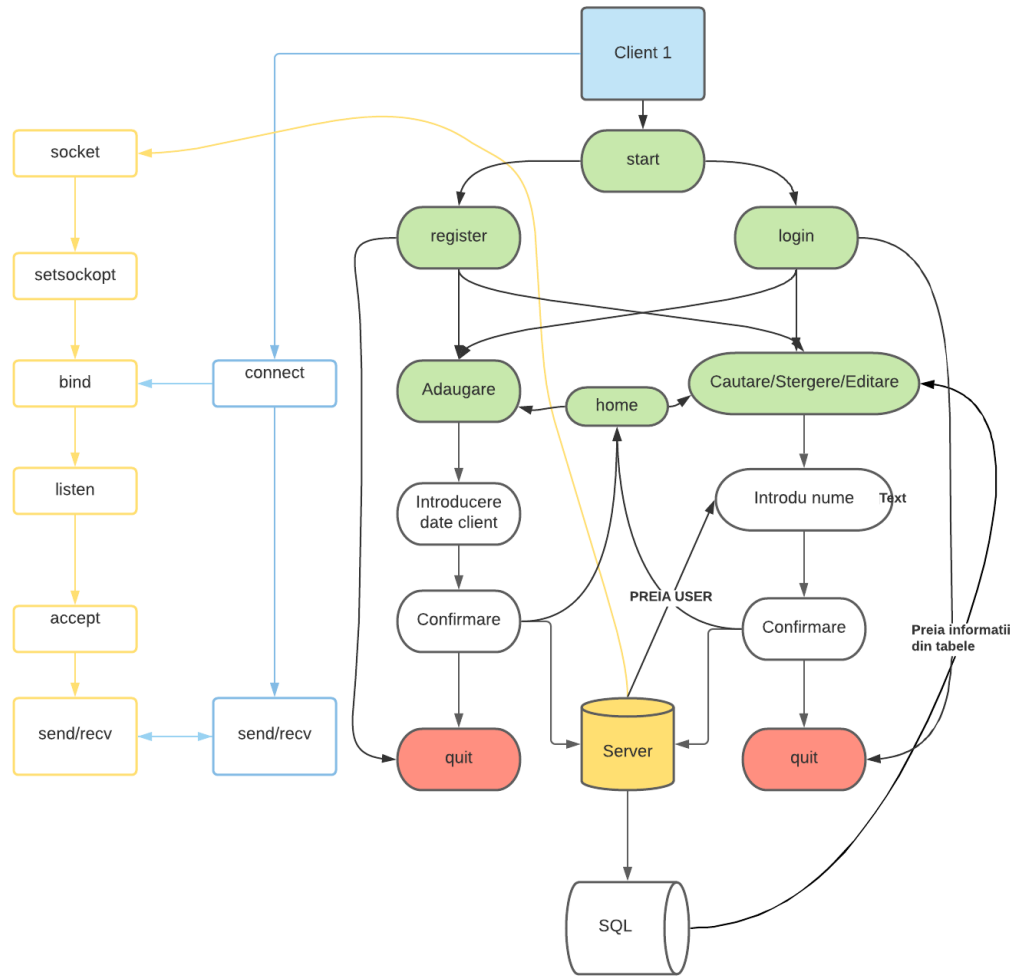 Client 1
start
socket
register
login
setsockopt
bind
connect
Adaugare
home
Cautare/Stergere/Editare
listen
Introducere
date client
Introdu nume
Text
PREIA USER
accept
Confirmare
Confirmare
Preia informatii
din tabele
send/recv
send/recv
quit
Server
quit
SQL